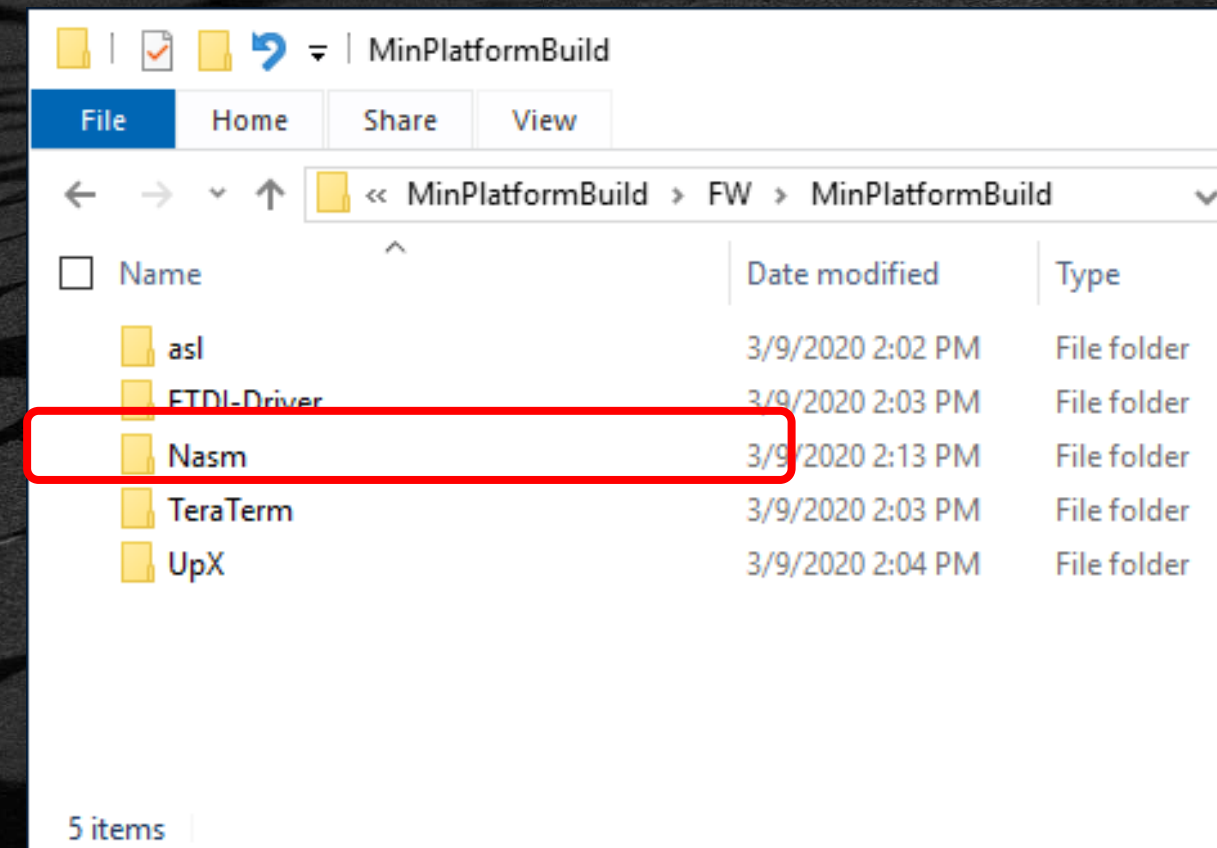 MinPlatformBuild
File Home Share View
« MinPlatformBuild > FW > MinPlatformBuild
Name Date modified Type
asl 3/9/2020 2:02 PM File folder
FTDI-Driver 3/9/2020 2:03 PM File folder
Nasm 3/9/2020 2:13 PM File folder
TeraTerm 3/9/2020 2:03 PM File folder
UpX 3/9/2020 2:04 PM File folder
5 items